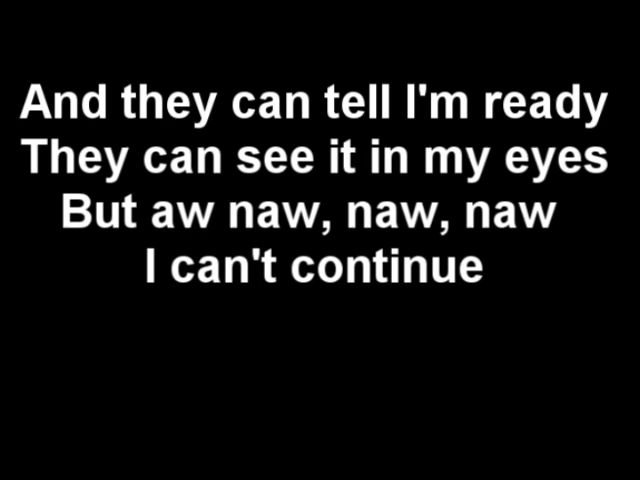 And they can tell I'm ready
They can see it in my eyes
But aw naw, naw, naw
I can't continue